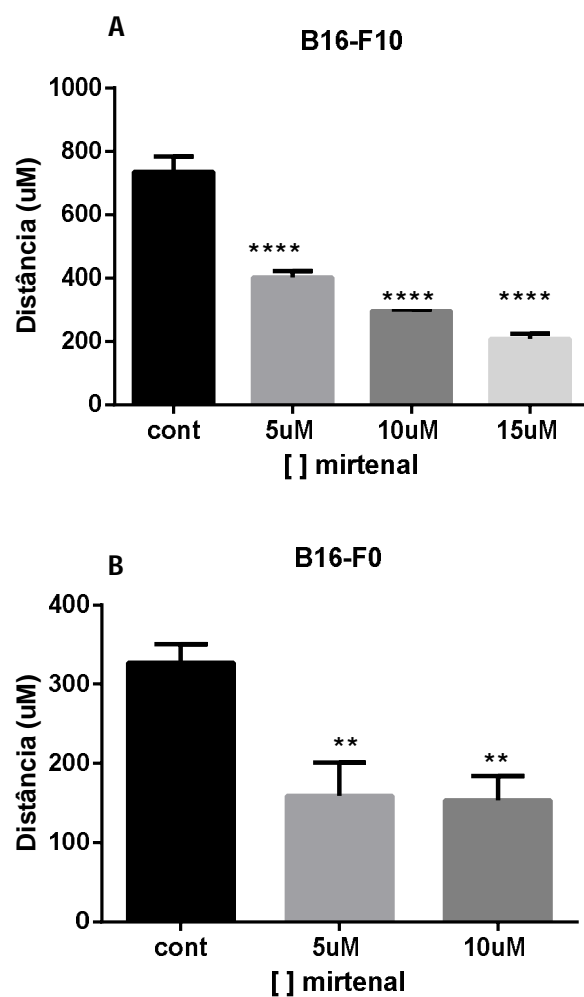 A
B16-F10
Distância (uM)
1000
800
600
400
200
0
****
****
****
cont 5uM 10uM 15uM
[ ] mirtenal
B
B16-F0
Distância (uM)
400
300
200
100
0
**
**
cont 5uM 10uM
[ ] mirtenal